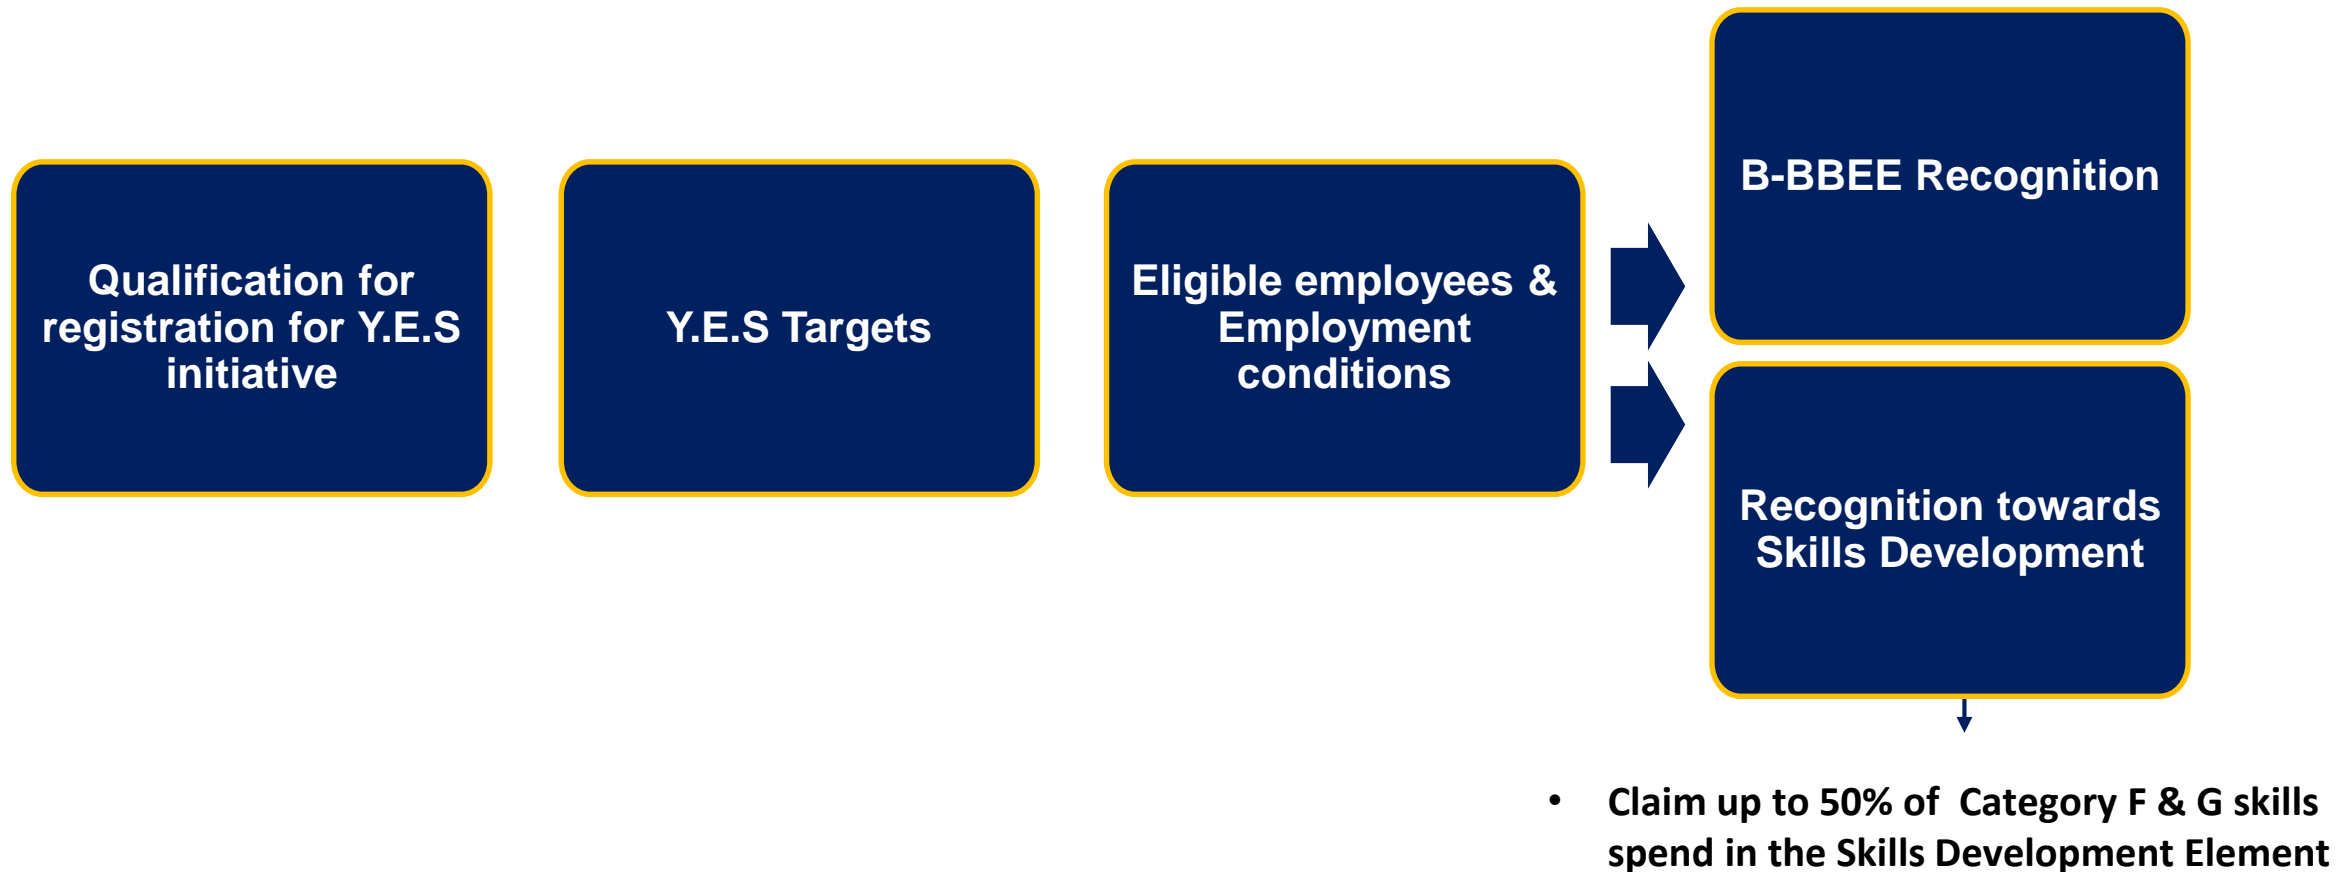 Qualification for
registration for Y.E.S
initiative
Y.E.S Targets
Eligible employees &
Employment
conditions
B-BBEE Recognition
Recognition towards
Skills Development
• Claim up to 50% of  Category F & G skills
spend in the Skills Development Element